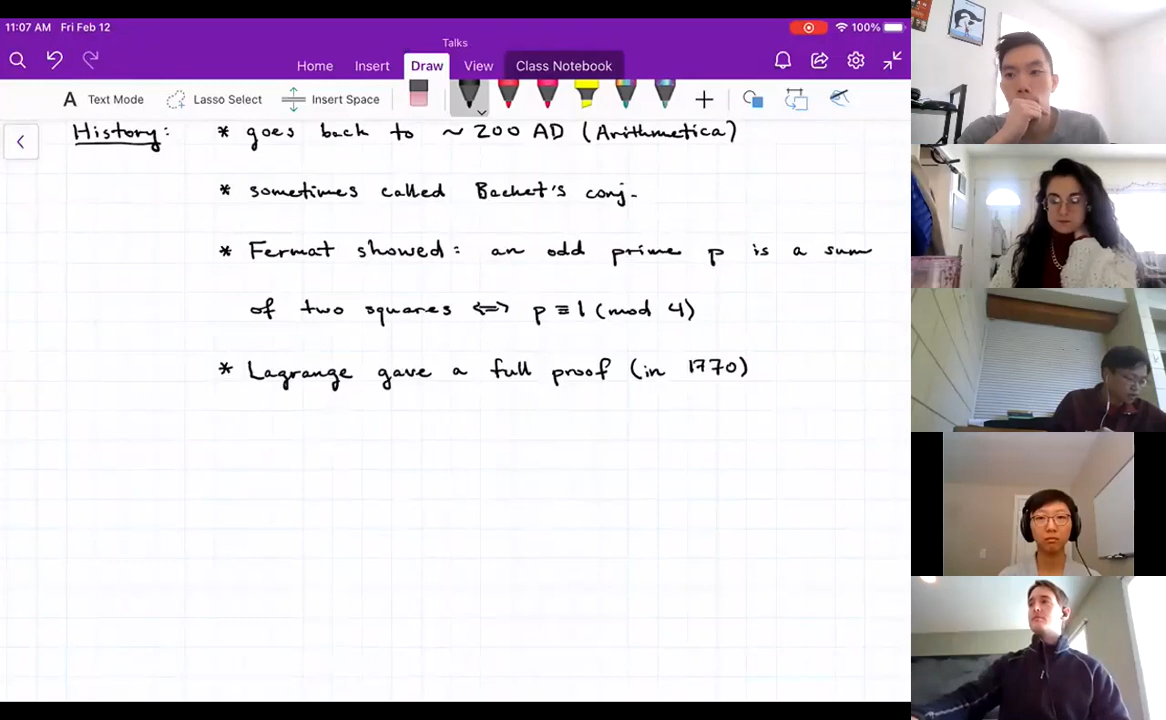 11:07 AM Fri Feb 12
100%
Talks
Home Insert Draw View Class Notebook
Text Mode Lasso Select Insert Space
History: * goes back to ~ 200 AD (Arithmetica)
* sometimes called Bachet's conj.
* Fermat showed: an odd prime p is a sum
of two squares <=> p ≡ 1 (mod 4)
* Lagrange gave a full proof (in 1770)